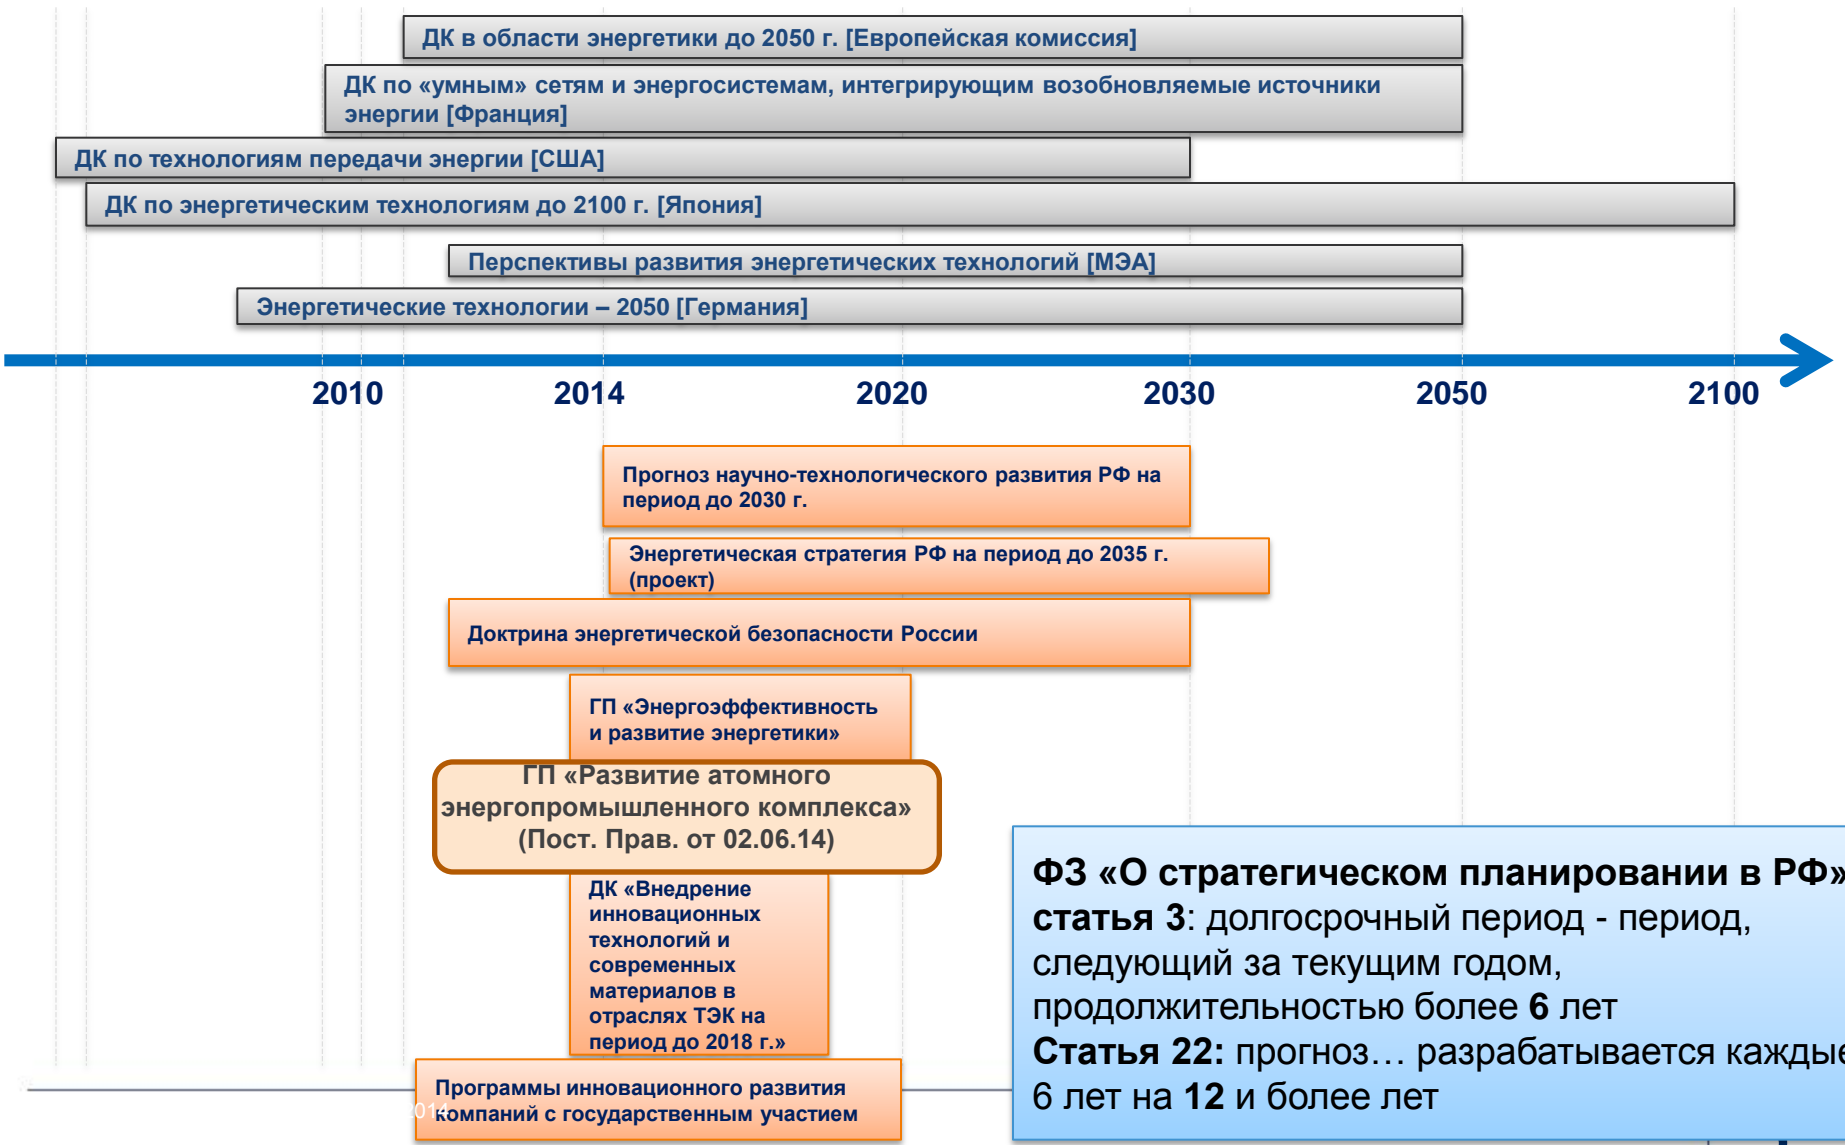 ДК в области энергетики до 2050 г. [Европейская комиссия]
ДК по «умным» сетям и энергосистемам, интегрирующим возобновляемые источники
энергии [Франция]
ДК по технологиям передачи энергии [США]
ДК по энергетическим технологиям до 2100 г. [Япония]
Перспективы развития энергетических технологий [МЭА]
Энергетические технологии – 2050 [Германия]
2010 2014 2020 2030 2050 2100
Прогноз научно-технологического развития РФ на
период до 2030 г.
Энергетическая стратегия РФ на период до 2035 г.
(проект)
Доктрина энергетической безопасности России
ГП «Энергоэффективность
и развитие энергетики»
ГП «Развитие атомного
энергопромышленного комплекса»
(Пост. Прав. от 02.06.14)
ДК «Внедрение
инновационных
технологий и
современных
материалов в
отраслях ТЭК на
период до 2018 г.»
Программы инновационного развития
компаний с государственным участием
2014
ФЗ «О стратегическом планировании в РФ»
статья 3: долгосрочный период - период,
следующий за текущим годом,
продолжительностью более 6 лет
Статья 22: прогноз… разрабатывается каждые
6 лет на 12 и более лет